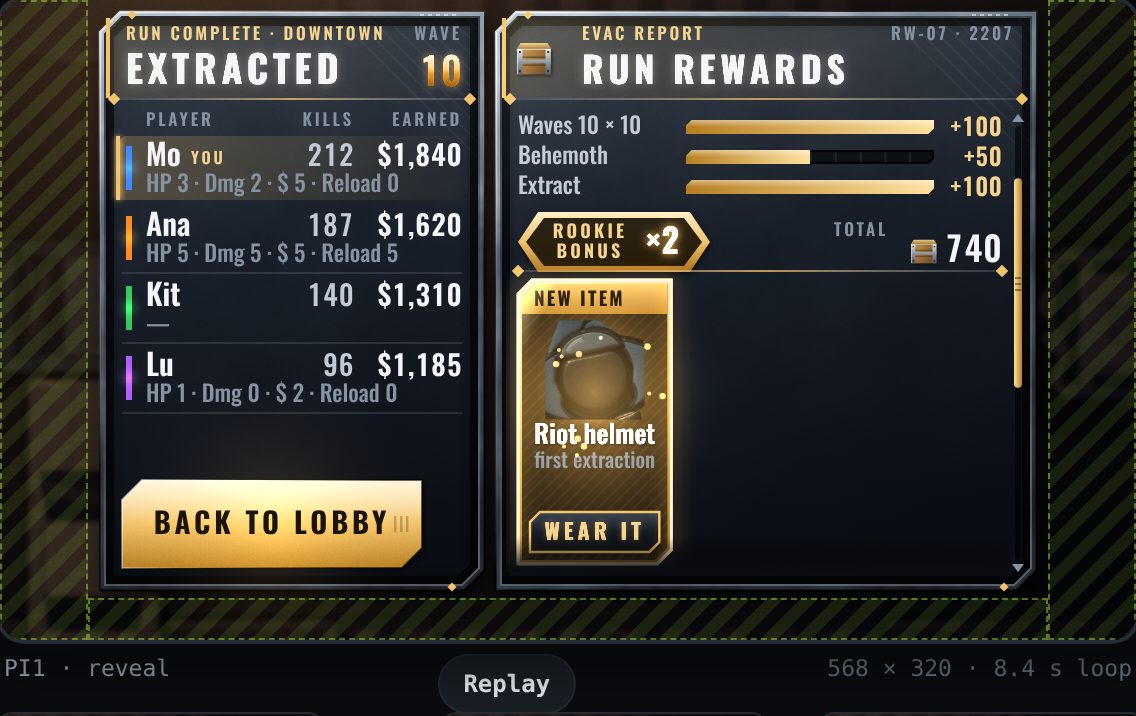 RUN COMPLETE · DOWNTOWN WAVE
EXTRACTED 10
PLAYER KILLS EARNED
Mo YOU 212 $1,840
HP 3 · Dmg 2 · $ 5 · Reload 0
Ana 187 $1,620
HP 5 · Dmg 5 · $ 5 · Reload 5
Kit 140 $1,310
—
Lu 96 $1,185
HP 1 · Dmg 0 · $ 2 · Reload 0
BACK TO LOBBY
EVAC REPORT RW-07 · 2207
RUN REWARDS
Waves 10 × 10 +100
Behemoth +50
Extract +100
ROOKIE
BONUS ×2
TOTAL
740
NEW ITEM
Riot helmet
first extraction
WEAR IT
PI1 · reveal
Replay
568 × 320 · 8.4 s loop